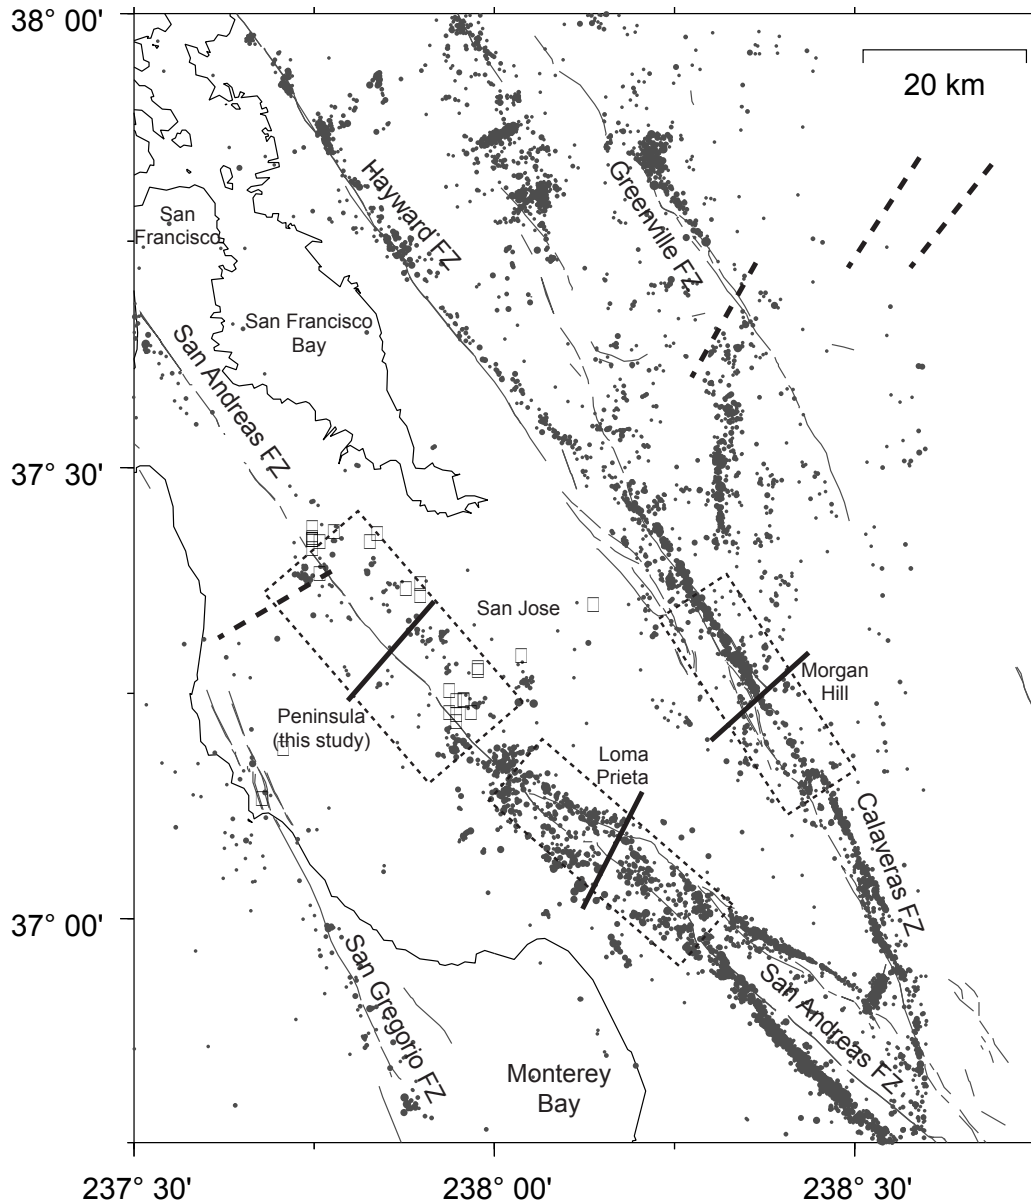 38° 00'
20 km
Hayward FZ
Greenville FZ
San
Francisco
San Francisco
Bay
San Andreas FZ
37° 30'
San Jose
Morgan
Hill
Peninsula
(this study)
Loma
Prieta
Calaveras FZ
37° 00'
San Gregorio FZ
San Andreas FZ
Monterey
Bay
237° 30'
238° 00'
238° 30'